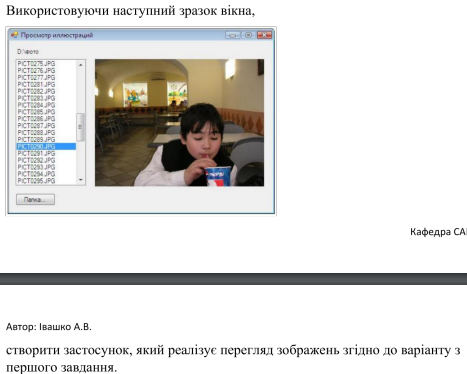 Використовуючи наступний зразок вікна,
Просмотр иллюстраций
D:\фото
PICT0275.JPG
PICT0276.JPG
PICT0277.JPG
PICT0281.JPG
PICT0282.JPG
PICT0283.JPG
PICT0284.JPG
PICT0285.JPG
PICT0286.JPG
PICT0287.JPG
PICT0288.JPG
PICT0289.JPG
PICT0290.JPG
PICT0291.JPG
PICT0292.JPG
PICT0293.JPG
PICT0294.JPG
PICT0295.JPG
Папка...
Кафедра
Автор: Івашко А.В.
створити застосунок, який реалізує перегляд зображень згідно до варіанту з
першого завдання.